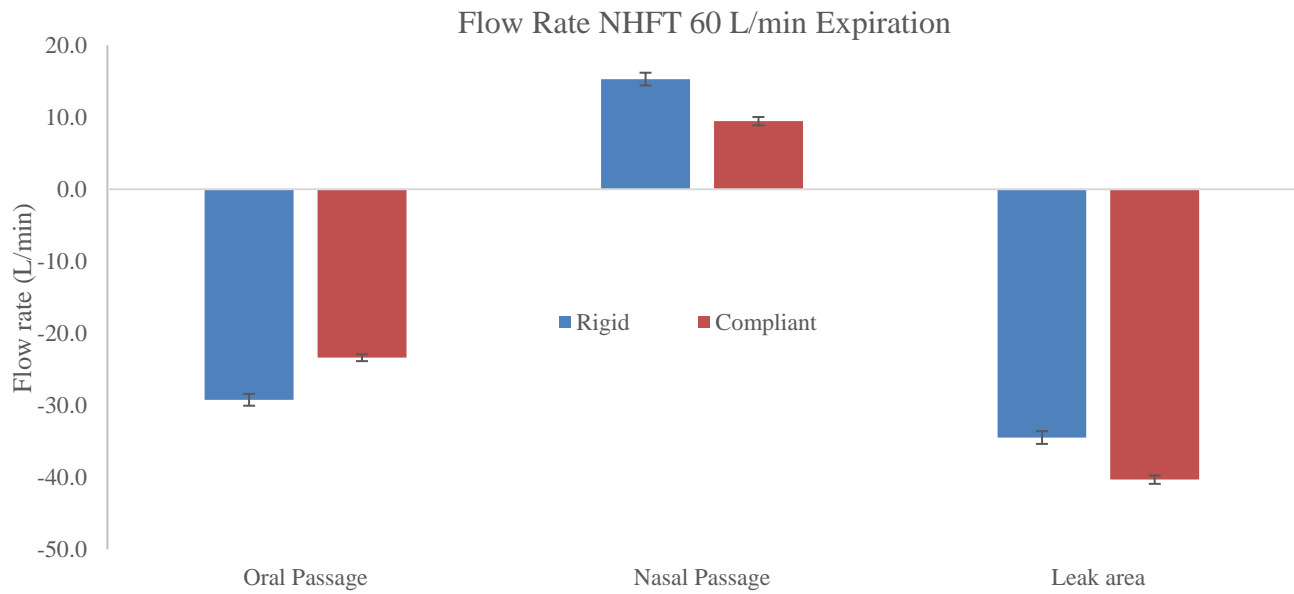 Flow Rate NHFT 60 L/min Expiration
20.0
10.0
0.0
-10.0
-20.0
-30.0
-40.0
-50.0
Flow rate (L/min)
Rigid
Compliant
Oral Passage
Nasal Passage
Leak area